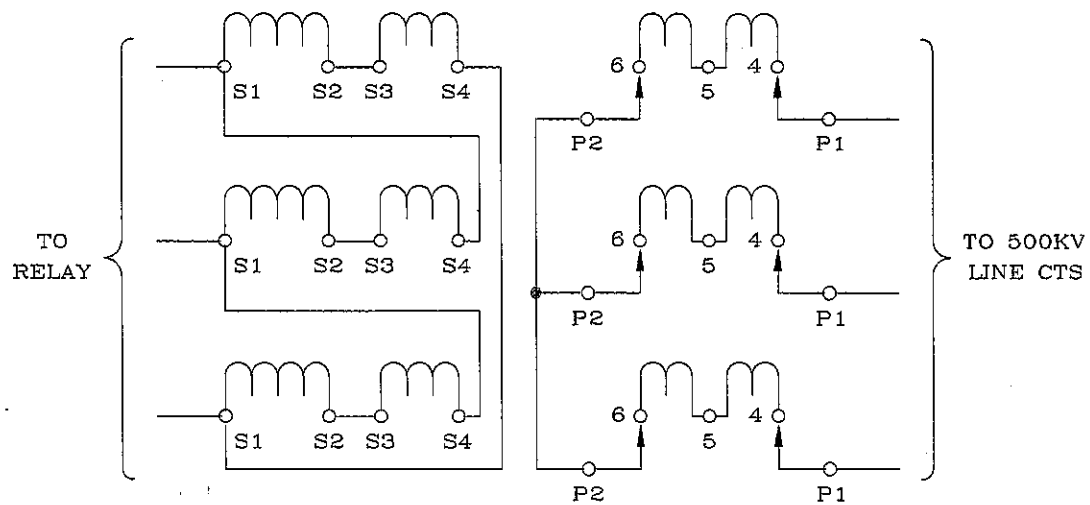 S1 S2 S3 S4
6 5 4
P2 P1
S1 S2 S3 S4
6 5 4
P2 P1
TO
RELAY
TO 500KV
LINE CTS
S1 S2 S3 S4
6 5 4
P2 P1